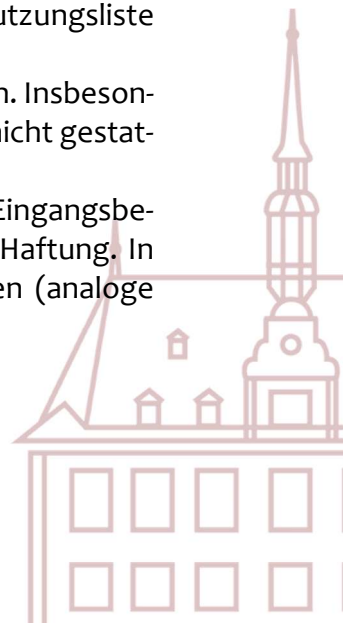 utzungsliste
n. Insbeson-
nicht gestat-
Eingangsbe-
Haftung. In
en (analoge